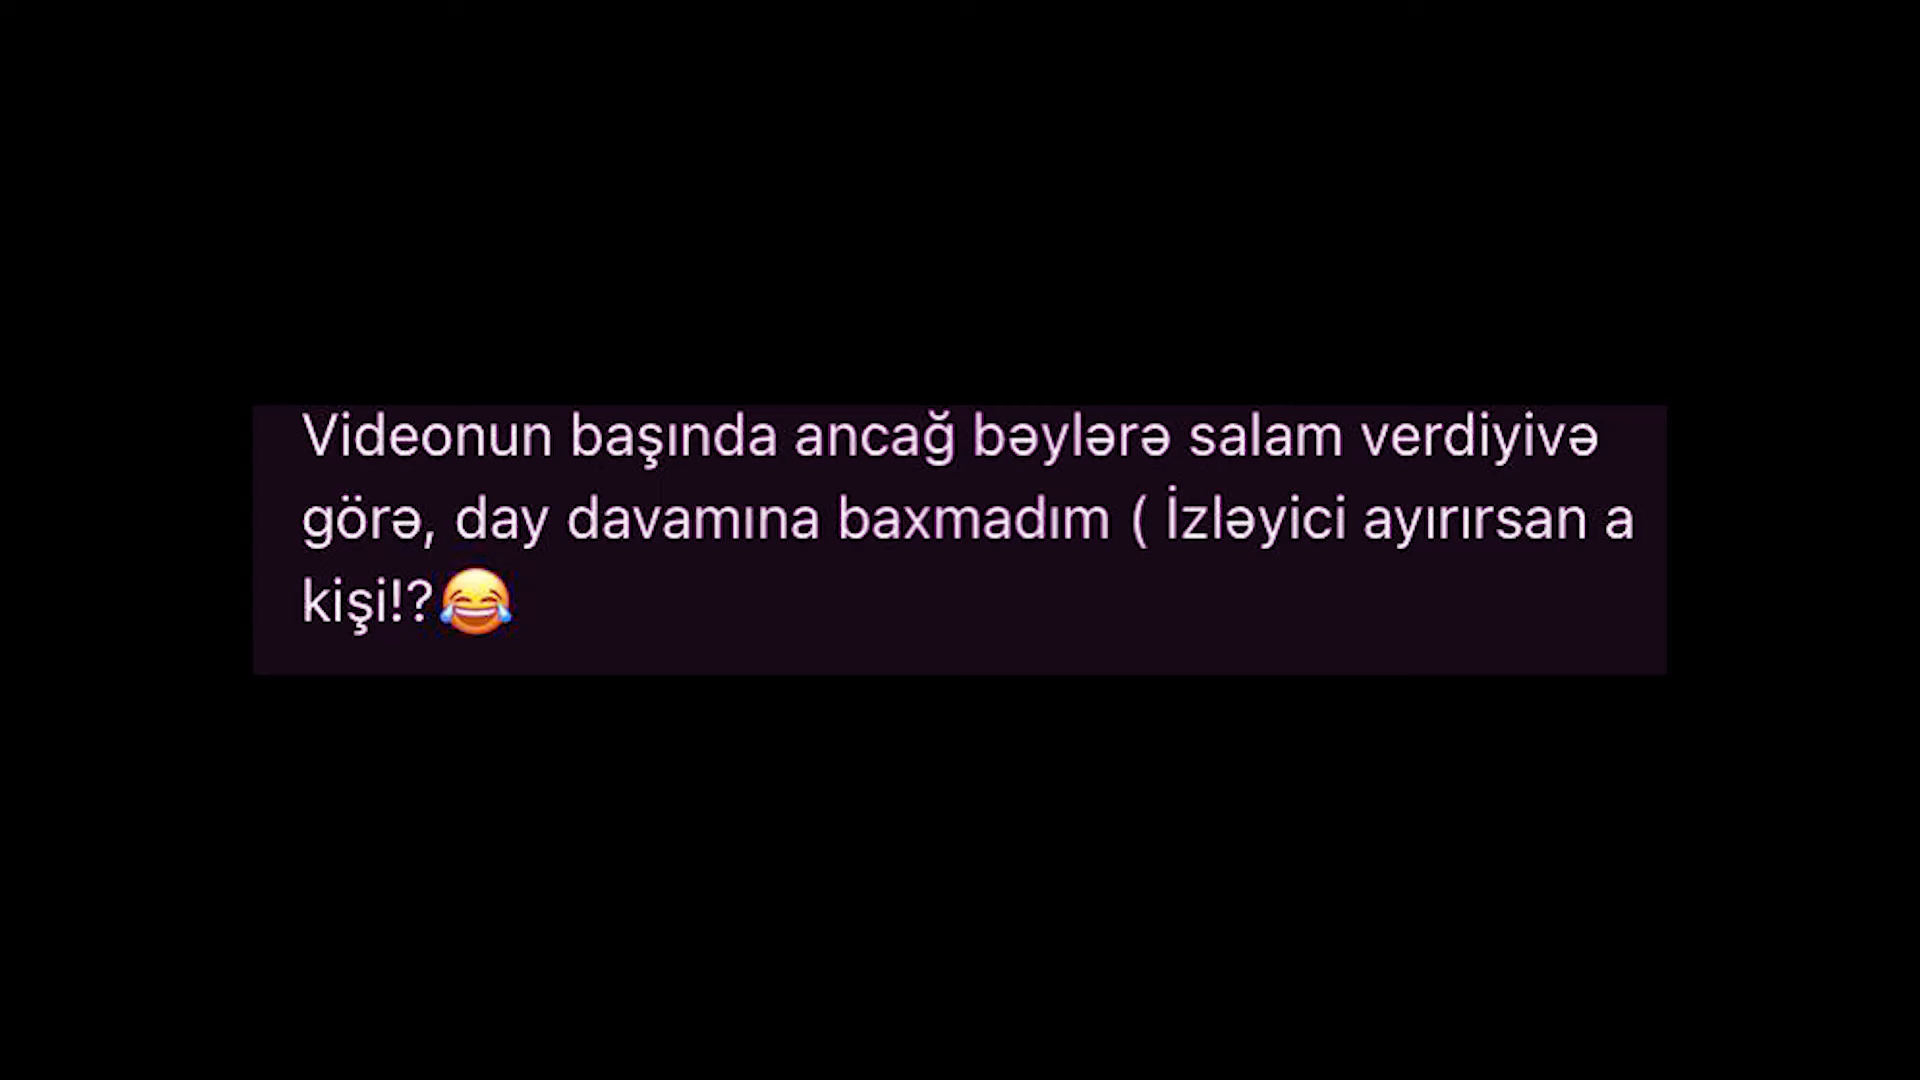 Videonun başında ancağ bəylərə salam verdiyivə
görə, day davamına baxmadım ( İzləyici ayırırsan a
kişi!?😂